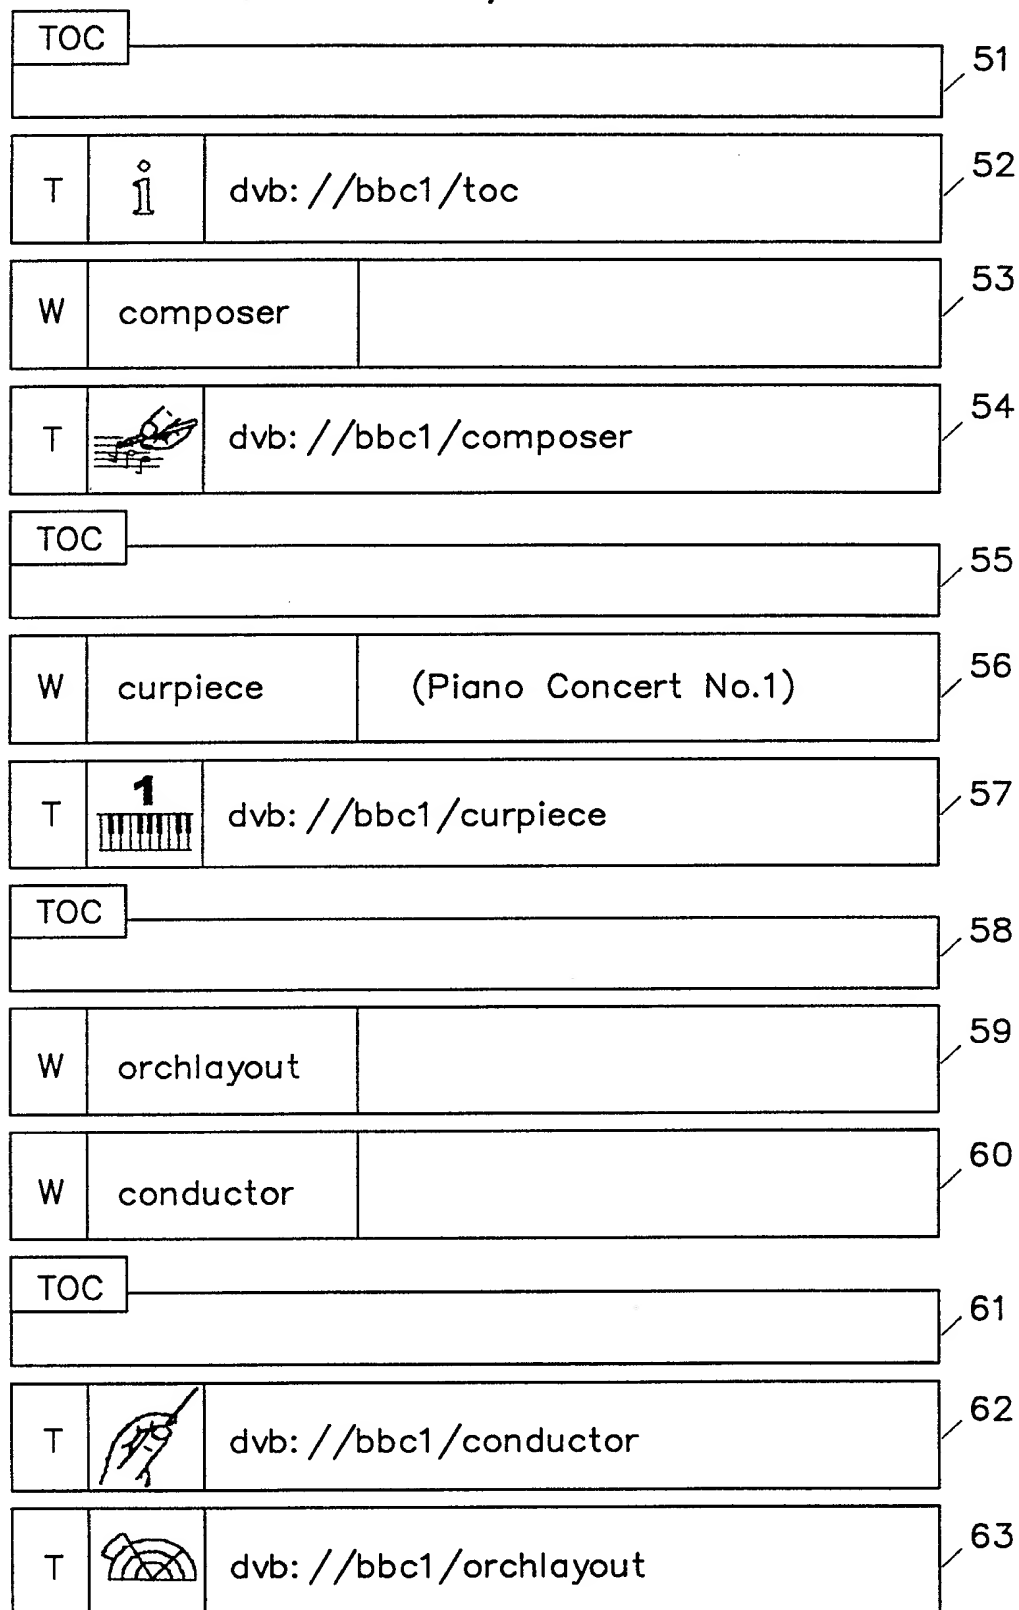 TOC
51
T i dvb: //bbc1/toc 52
W composer 53
T dvb: //bbc1/composer 54
TOC
55
W curpiece (Piano Concert No.1) 56
T 1 dvb: //bbc1/curpiece 57
TOC
58
W orchlayout 59
W conductor 60
TOC
61
T dvb: //bbc1/conductor 62
T dvb: //bbc1/orchlayout 63